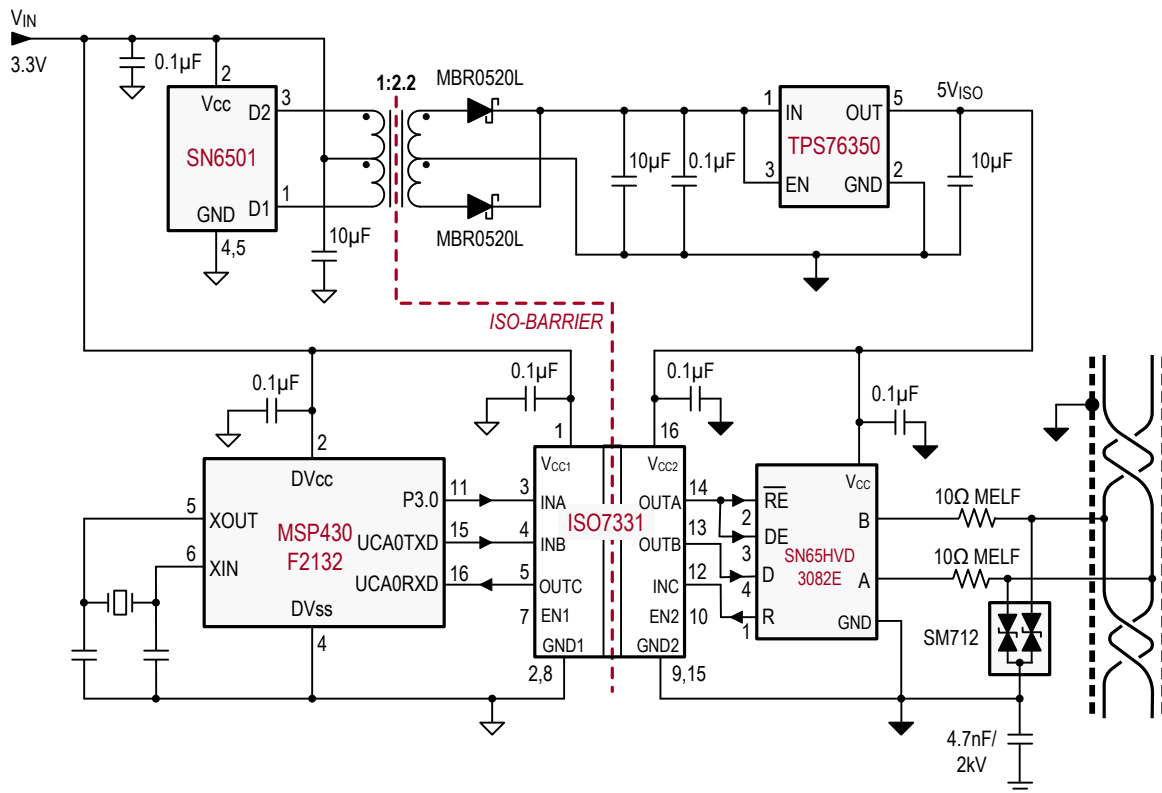 VIN
3.3V
0.1µF
2
Vcc
D2
3
SN6501
D1
1
GND
4,5
10µF
1:2.2
MBR0520L
MBR0520L
10µF
0.1µF
1
IN
OUT
5
TPS76350
3
EN
GND
2
5VISO
10µF
ISO-BARRIER
0.1µF
2
DVcc
5
XOUT
6
XIN
MSP430
F2132
P3.0
11
UCA0TXD
15
UCA0RXD
16
DVss
4
0.1µF
1
VCC1
3
INA
4
INB
5
OUTC
7
EN1
GND1
2,8
ISO7331
0.1µF
16
VCC2
OUTA
14
OUTB
13
INC
12
EN2
10
GND2
9,15
0.1µF
VCC
RE
2
DE
3
D
4
R
1
SN65HVD
3082E
B
A
GND
10Ω MELF
10Ω MELF
SM712
4.7nF/
2kV